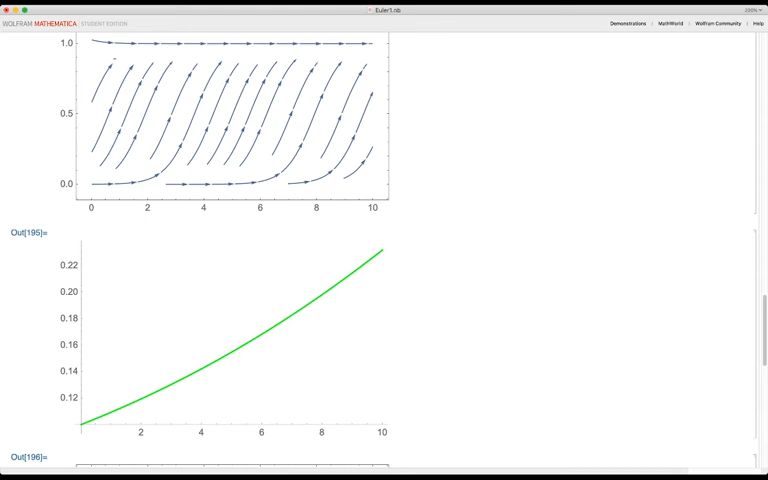 Euler1.nb
200%
WOLFRAM MATHEMATICA | STUDENT EDITION
Demonstrations | MathWorld | Wolfram Community | Help
1.0
0.5
0.0
0 2 4 6 8 10
Out[195]=
0.22
0.20
0.18
0.16
0.14
0.12
2 4 6 8 10
Out[196]=